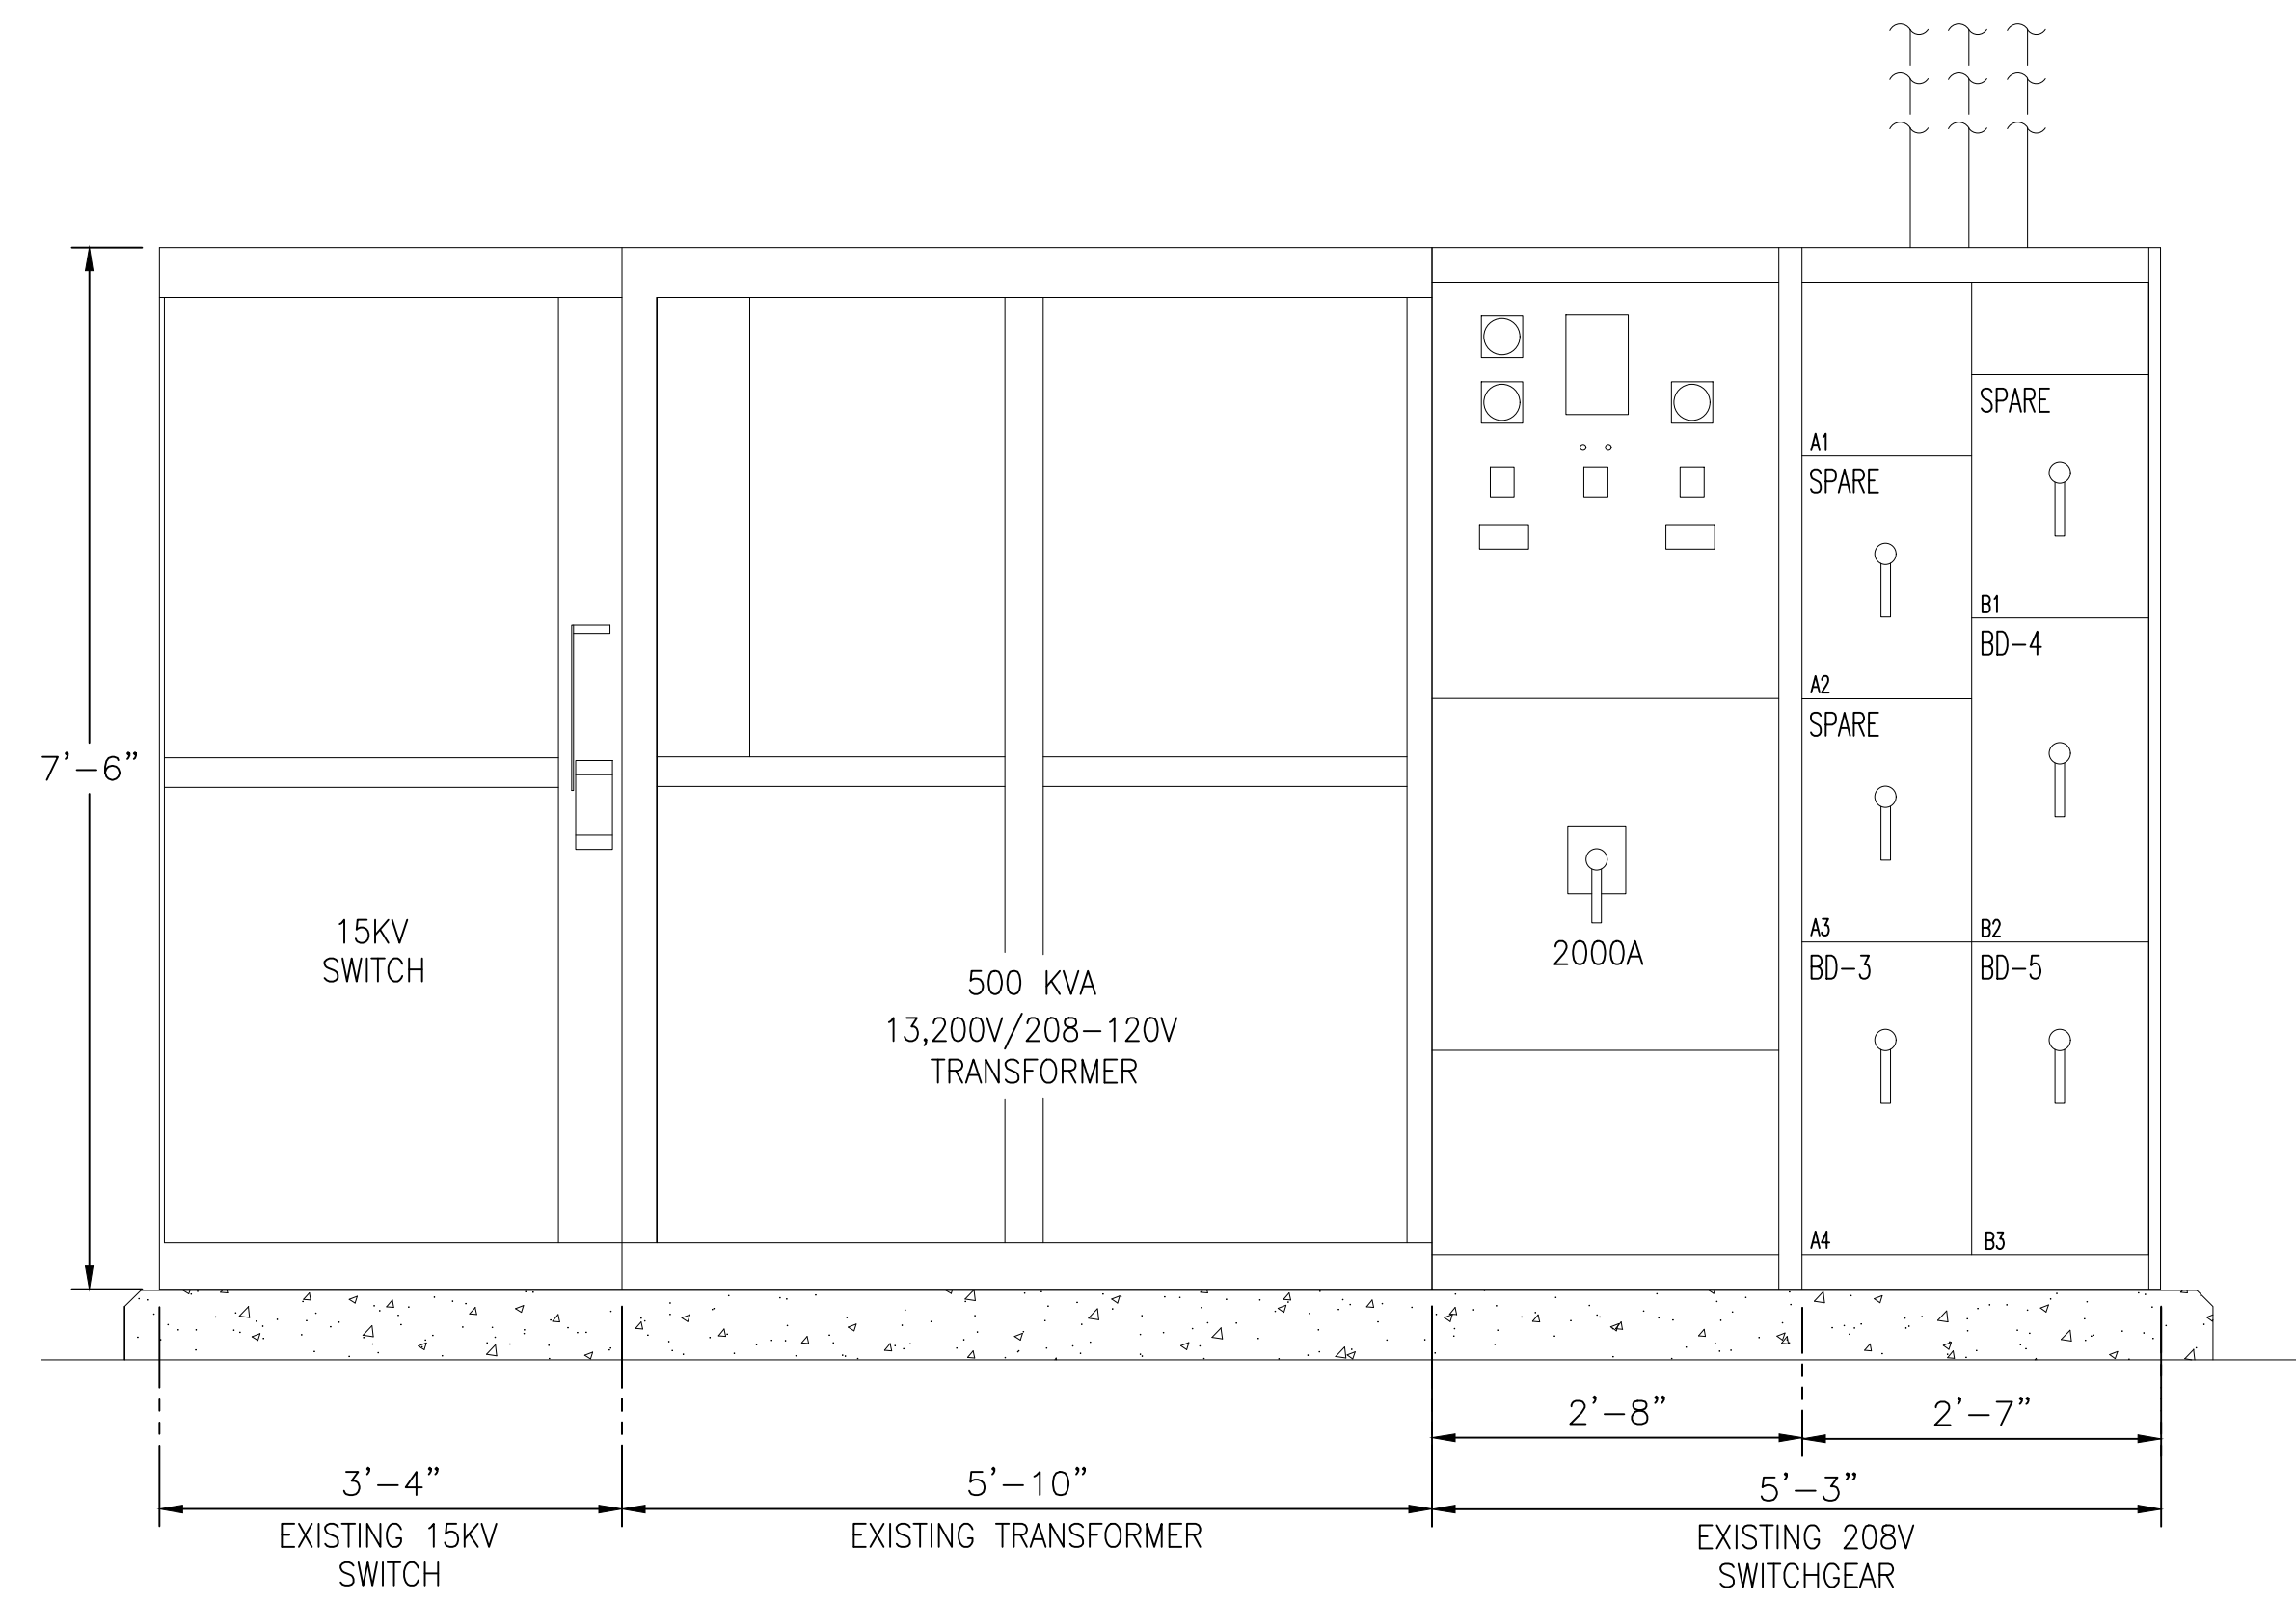 A1
SPARE
A2
SPARE
A3
BD-3
A4
SPARE
B1
BD-4
B2
BD-5
B3
7'-6"
15KV
SWITCH
500 KVA
13,200V/208-120V
TRANSFORMER
2000A
2'-8"
2'-7"
3'-4"
5'-10"
5'-3"
EXISTING 15KV
SWITCH
EXISTING TRANSFORMER
EXISTING 208V
SWITCHGEAR